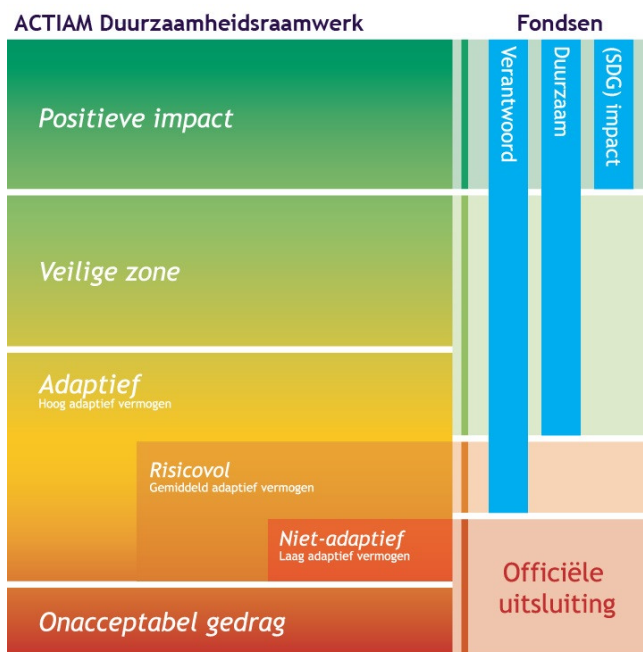 ACTIAM Duurzaamheidsraamwerk
Fondsen
Positieve impact
Verantwoord
Duurzaam
(SDG) impact
Veilige zone
Adaptief
Hoog adaptief vermogen
Risicovol
Gemiddeld adaptief vermogen
Niet-adaptief
Laag adaptief vermogen
Officiële
uitsluiting
Onacceptabel gedrag